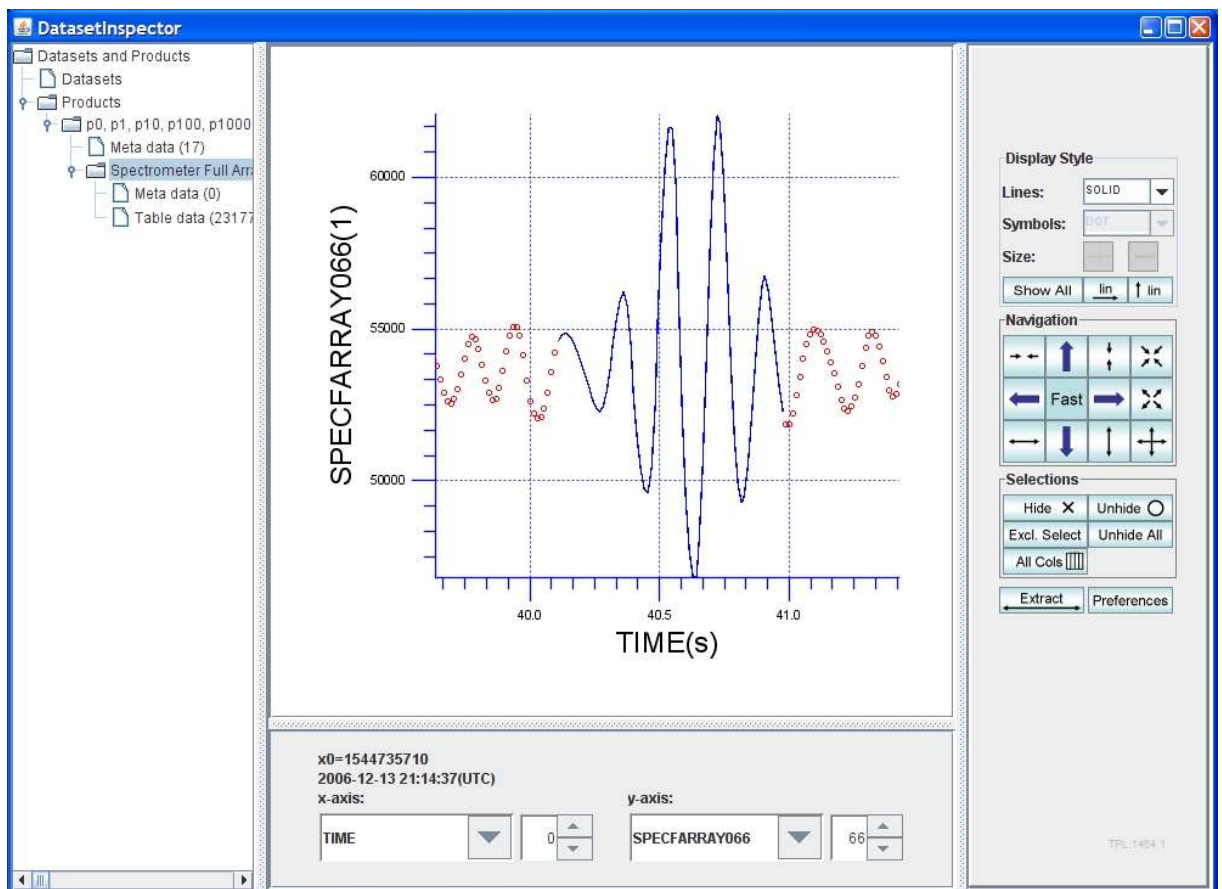 DatasetInspector
Datasets and Products
Datasets
Products
p0, p1, p10, p100, p1000
Meta data (17)
Spectrometer Full Arr
Meta data (0)
Table data (23177
SPECFARRAY066(1)
60000
55000
50000
40.0 40.5 41.0
TIME(s)
x0=1544735710
2006-12-13 21:14:37(UTC)
x-axis: y-axis:
TIME 0 SPECFARRAY066 66
Display Style
Lines: SOLID
Symbols: DOT
Size:
Show All lin lin
Navigation
Fast
Selections
Hide Unhide
Excl. Select Unhide All
All Cols
Extract Preferences
TPL.1464.1